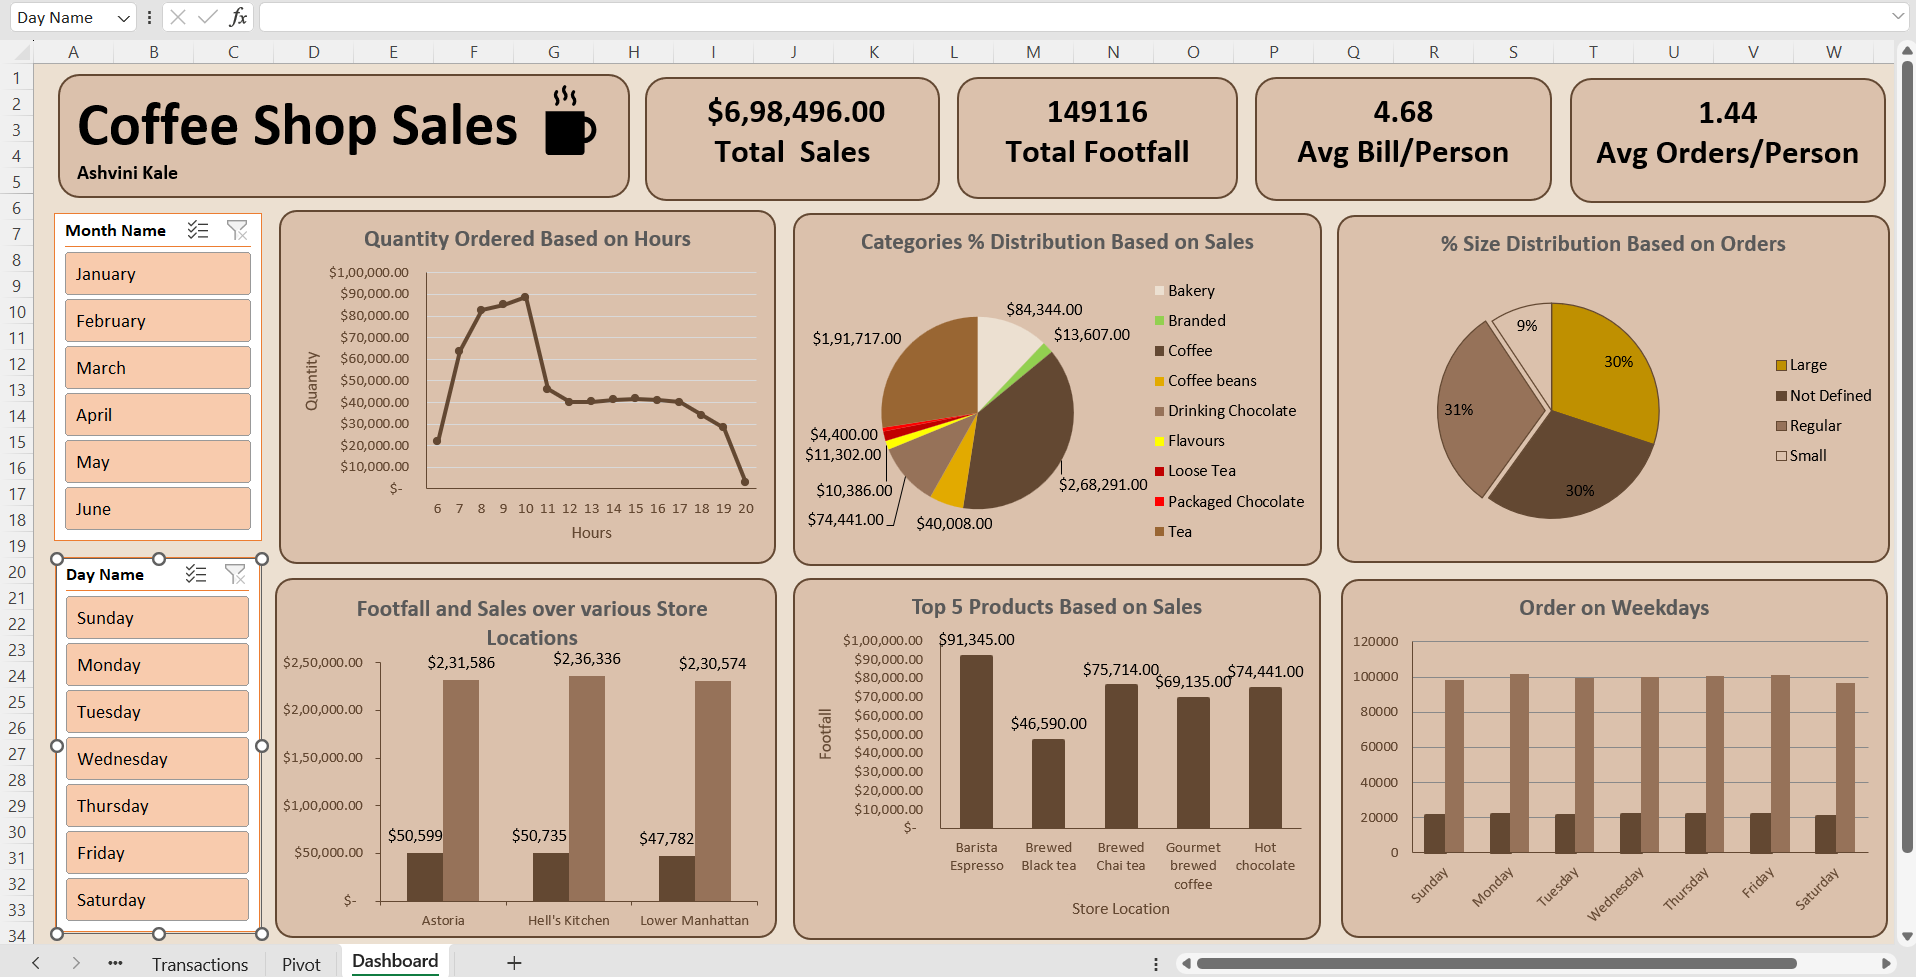 Day Name
fx
A B C D E F G H I J K L M N O P Q R S T U V W
1
2
3
4
5
6
7
8
9
10
11
12
13
14
15
16
17
18
19
20
21
22
23
24
25
26
27
28
29
30
31
32
33
34
Coffee Shop Sales
Ashvini Kale
$6,98,496.00
Total Sales
149116
Total Footfall
4.68
Avg Bill/Person
1.44
Avg Orders/Person
Month Name
January
February
March
April
May
June
Day Name
Sunday
Monday
Tuesday
Wednesday
Thursday
Friday
Saturday
Quantity Ordered Based on Hours
$1,00,000.00
$90,000.00
$80,000.00
$70,000.00
$60,000.00
$50,000.00
$40,000.00
$30,000.00
$20,000.00
$10,000.00
$-
Quantity
6 7 8 9 10 11 12 13 14 15 16 17 18 19 20
Hours
Categories % Distribution Based on Sales
$84,344.00
$13,607.00
$1,91,717.00
$4,400.00
$11,302.00
$10,386.00
$74,441.00
$40,008.00
$2,68,291.00
Bakery
Branded
Coffee
Coffee beans
Drinking Chocolate
Flavours
Loose Tea
Packaged Chocolate
Tea
% Size Distribution Based on Orders
9%
30%
31%
30%
Large
Not Defined
Regular
Small
Footfall and Sales over various Store
Locations
$2,50,000.00
$2,00,000.00
$1,50,000.00
$1,00,000.00
$50,000.00
$-
$2,31,586
$2,36,336
$2,30,574
$50,599
$50,735
$47,782
Astoria Hell's Kitchen Lower Manhattan
Top 5 Products Based on Sales
$1,00,000.00
$90,000.00
$80,000.00
$70,000.00
$60,000.00
$50,000.00
$40,000.00
$30,000.00
$20,000.00
$10,000.00
$-
Footfall
$91,345.00
$46,590.00
$75,714.00
$69,135.00
$74,441.00
Barista
Espresso
Brewed
Black tea
Brewed
Chai tea
Gourmet
brewed
coffee
Hot
chocolate
Store Location
Order on Weekdays
120000
100000
80000
60000
40000
20000
0
Sunday
Monday
Tuesday
Wednesday
Thursday
Friday
Saturday
Transactions Pivot Dashboard